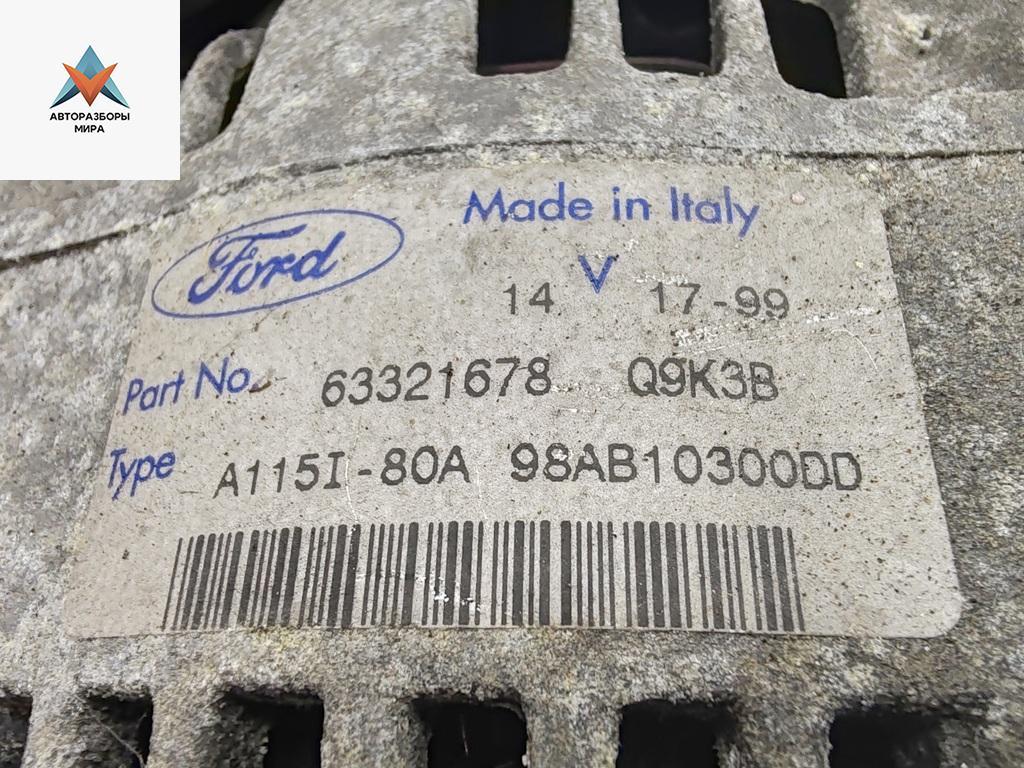 АВТОРАЗБОРЫ
МИРА
Ford
Made in Italy
14 V 17-99
Part No. 63321678 Q9K3B
Type A115I-80A 98AB10300DD